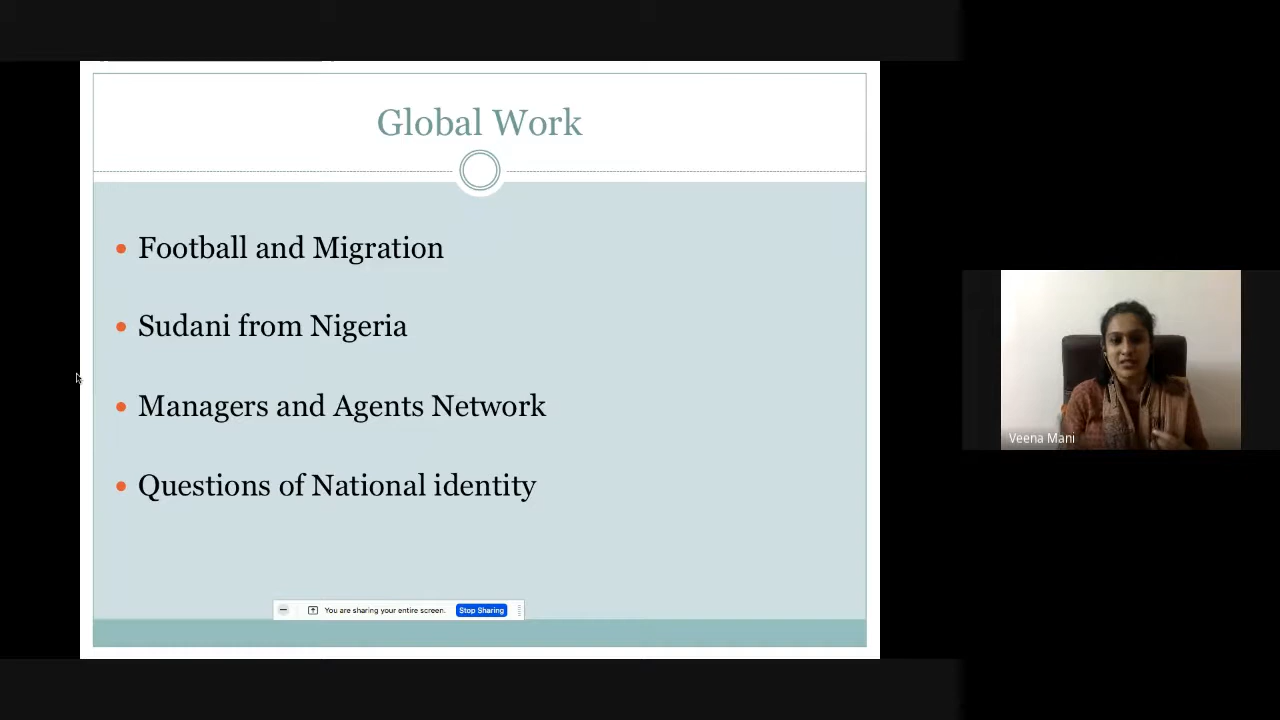 Global Work
Football and Migration
Sudani from Nigeria
Managers and Agents Network
Questions of National identity
You are sharing your entire screen. Stop Sharing
Veena Mani